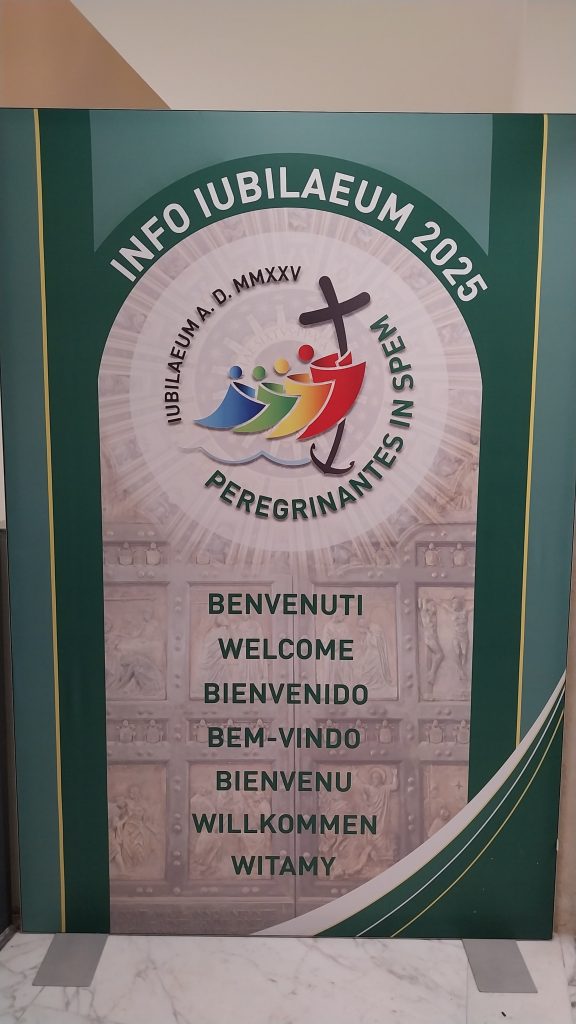 INFO IUBILAEUM 2025
IUBILAEUM A. D. MMXXV
PEREGRINANTES IN SPEM
BENVENUTI
WELCOME
BIENVENIDO
BEM-VINDO
BIENVENU
WILLKOMMEN
WITAMY